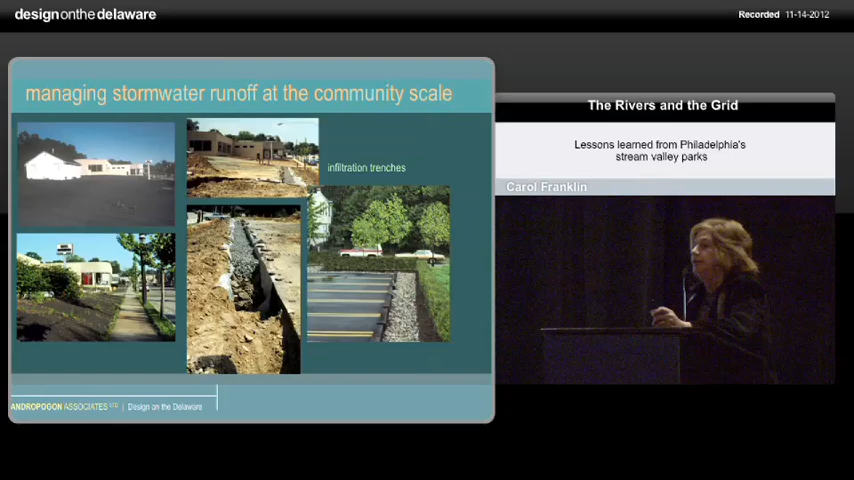 designonthedelaware
Recorded 11-14-2012
managing stormwater runoff at the community scale
infiltration trenches
ANDROPOGON ASSOCIATES LTD | Design on the Delaware
The Rivers and the Grid
Lessons learned from Philadelphia's
stream valley parks
Carol Franklin